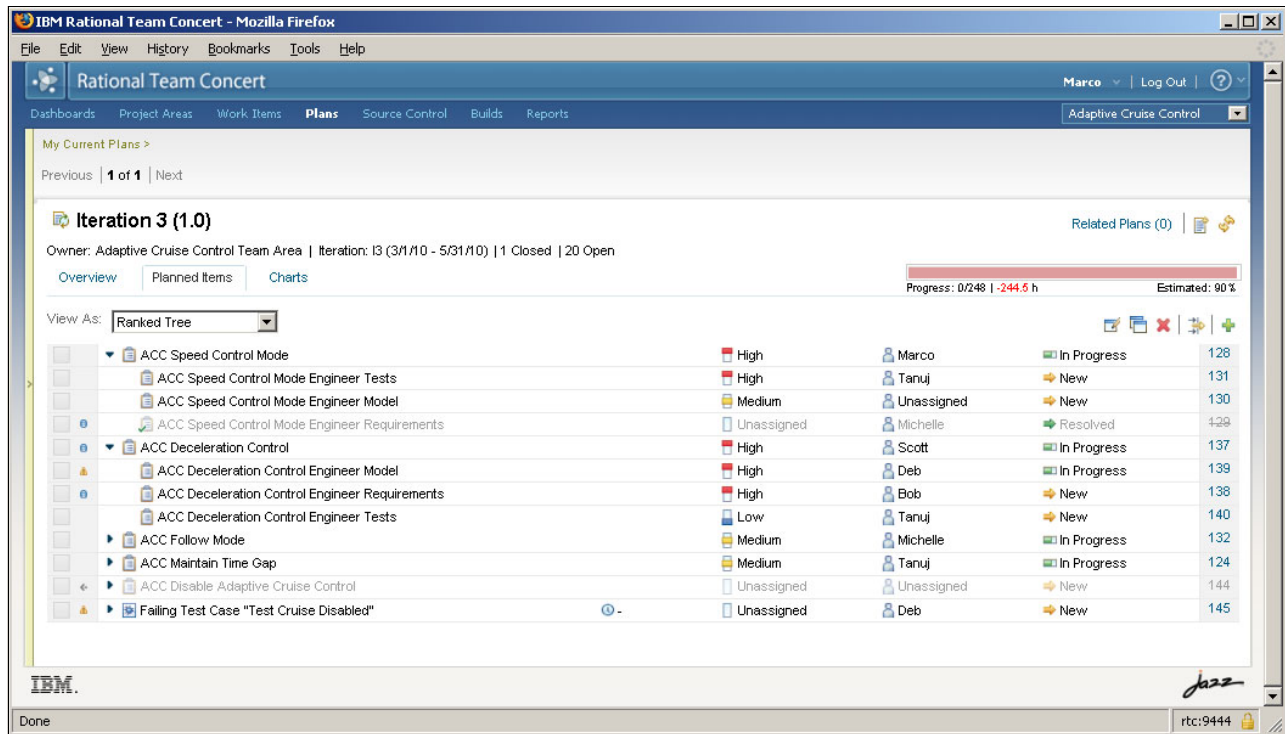 IBM Rational Team Concert - Mozilla Firefox
File Edit View History Bookmarks Tools Help
Rational Team Concert Marco | Log Out | ?
Dashboards Project Areas Work Items Plans Source Control Builds Reports Adaptive Cruise Control
My Current Plans >
Previous | 1 of 1 | Next
Iteration 3 (1.0) Related Plans (0)
Owner: Adaptive Cruise Control Team Area | Iteration: I3 (3/1/10 - 5/31/10) | 1 Closed | 20 Open
Overview Planned Items Charts
Progress: 0/248 | -244.5 h Estimated: 90%
View As: Ranked Tree
ACC Speed Control Mode High Marco In Progress 128
ACC Speed Control Mode Engineer Tests High Tanuj New 131
ACC Speed Control Mode Engineer Model Medium Unassigned New 130
ACC Speed Control Mode Engineer Requirements Unassigned Michelle Resolved 129
ACC Deceleration Control High Scott In Progress 137
ACC Deceleration Control Engineer Model High Deb In Progress 139
ACC Deceleration Control Engineer Requirements High Bob New 138
ACC Deceleration Control Engineer Tests Low Tanuj New 140
ACC Follow Mode Medium Michelle In Progress 132
ACC Maintain Time Gap Medium Tanuj In Progress 124
ACC Disable Adaptive Cruise Control Unassigned Unassigned New 144
Failing Test Case "Test Cruise Disabled" - Unassigned Deb New 145
IBM. jazz
Done rtc:9444